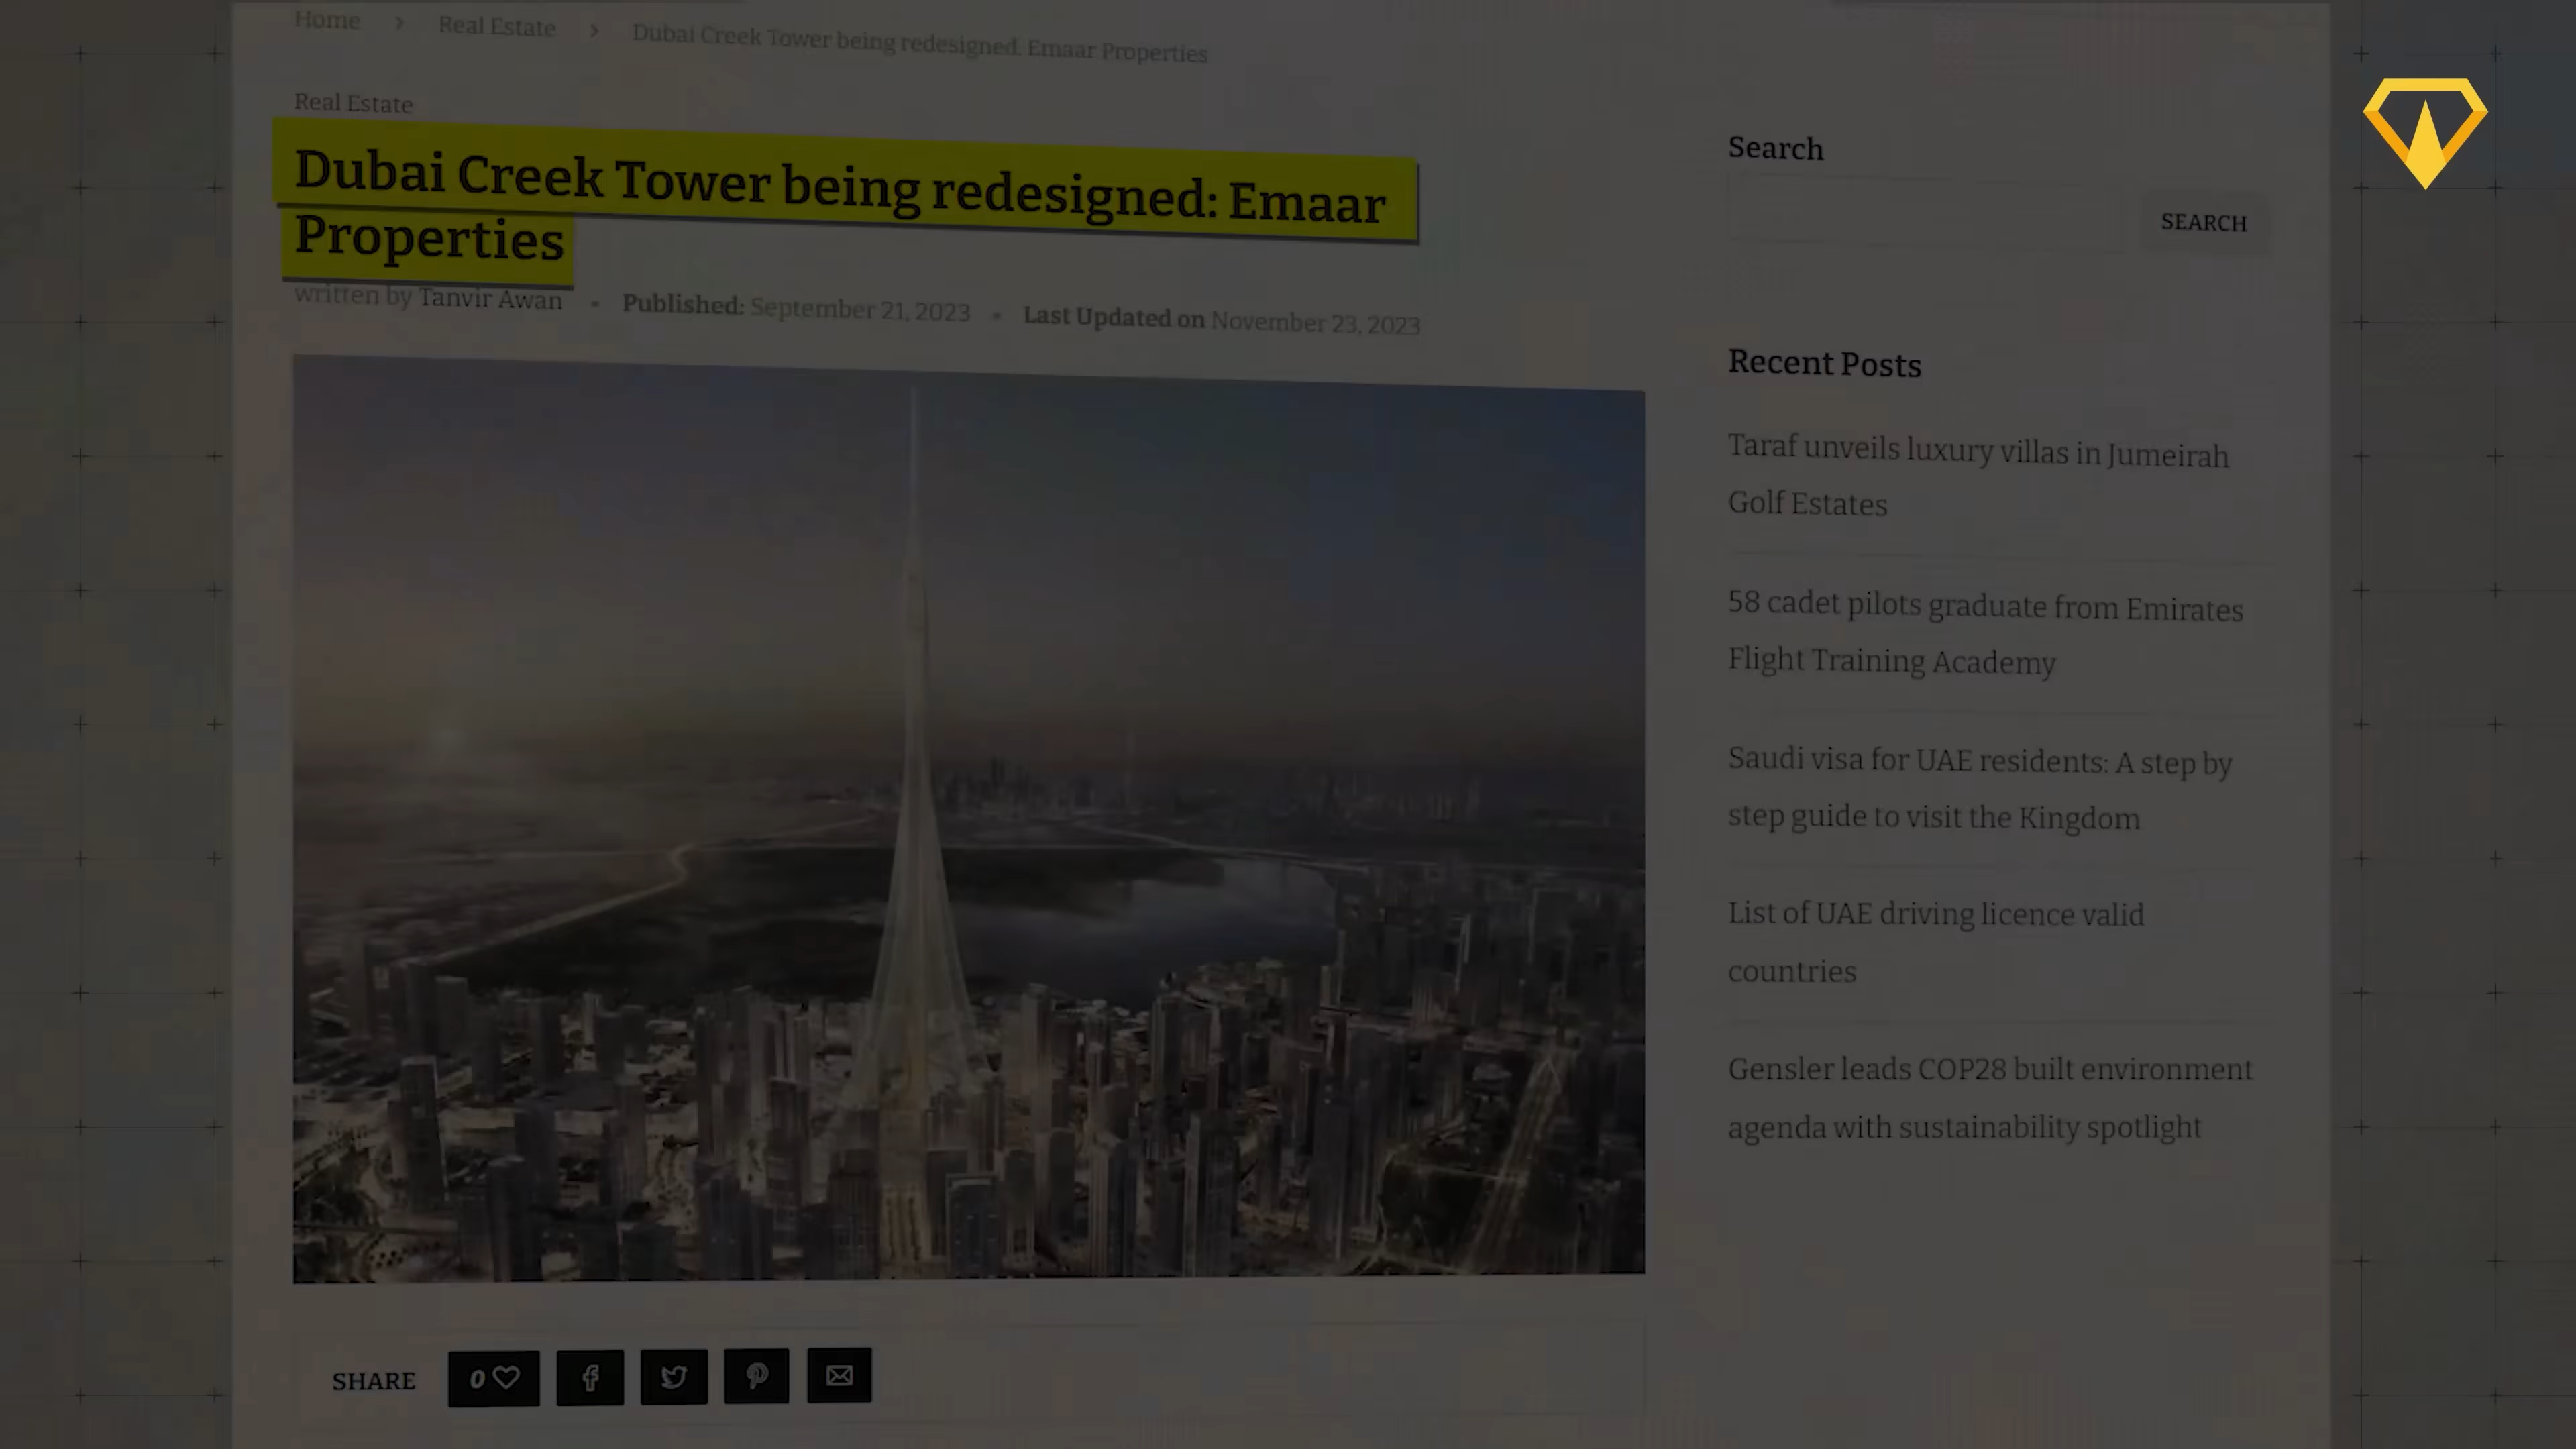 Home > Real Estate > Dubai Creek Tower being redesigned: Emaar Properties
Real Estate
Dubai Creek Tower being redesigned: Emaar
Properties
written by Tanvir Awan • Published: September 21, 2023 • Last Updated on November 23, 2023
SHARE 0
Search
SEARCH
Recent Posts
Taraf unveils luxury villas in Jumeirah
Golf Estates
58 cadet pilots graduate from Emirates
Flight Training Academy
Saudi visa for UAE residents: A step by
step guide to visit the Kingdom
List of UAE driving licence valid
countries
Gensler leads COP28 built environment
agenda with sustainability spotlight